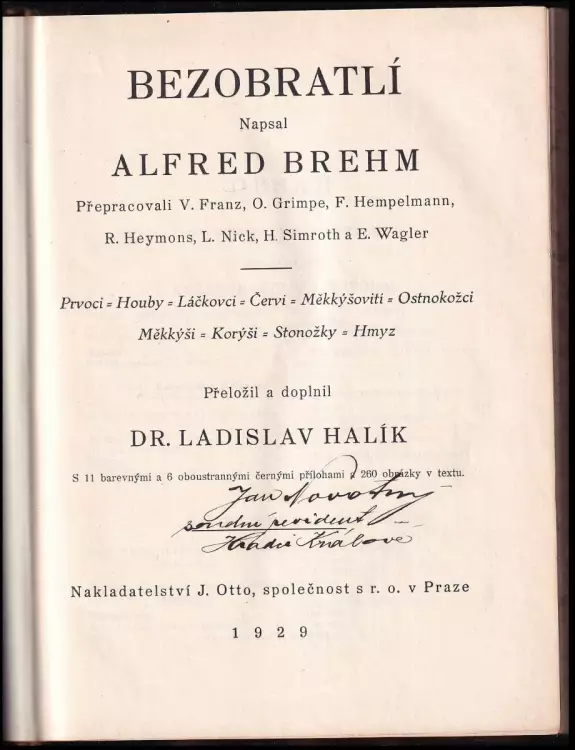 BEZOBRATLÍ
Napsal
ALFRED BREHM
Přepracovali V. Franz, O. Grimpe, F. Hempelmann,
R. Heymons, L. Nick, H. Simroth a E. Wagler
Prvoci = Houby = Láčkovci = Červi = Měkkýšovití = Ostnokožci
Měkkýši = Korýši = Stonožky = Hmyz
Přeložil a doplnil
DR. LADISLAV HALÍK
S 11 barevnými a 6 oboustrannými černými přílohami a 260 obrázky v textu.
Jan Novotný
soudní revident
Hradec Králové
Nakladatelství J. Otto, společnost s r. o. v Praze
1929